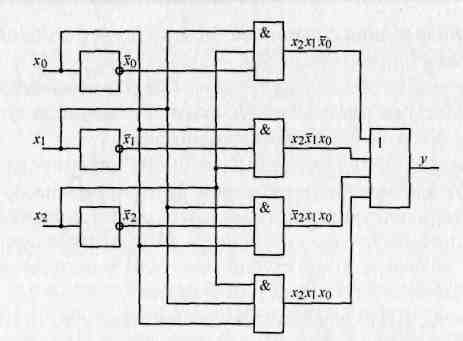 &
x₂x₁x̄₀
x₀
x̄₀
&
x₂x̄₁x₀
1
x₁
x̄₁
y
&
x̄₂x₁x₀
x₂
x̄₂
&
x₂x₁x₀